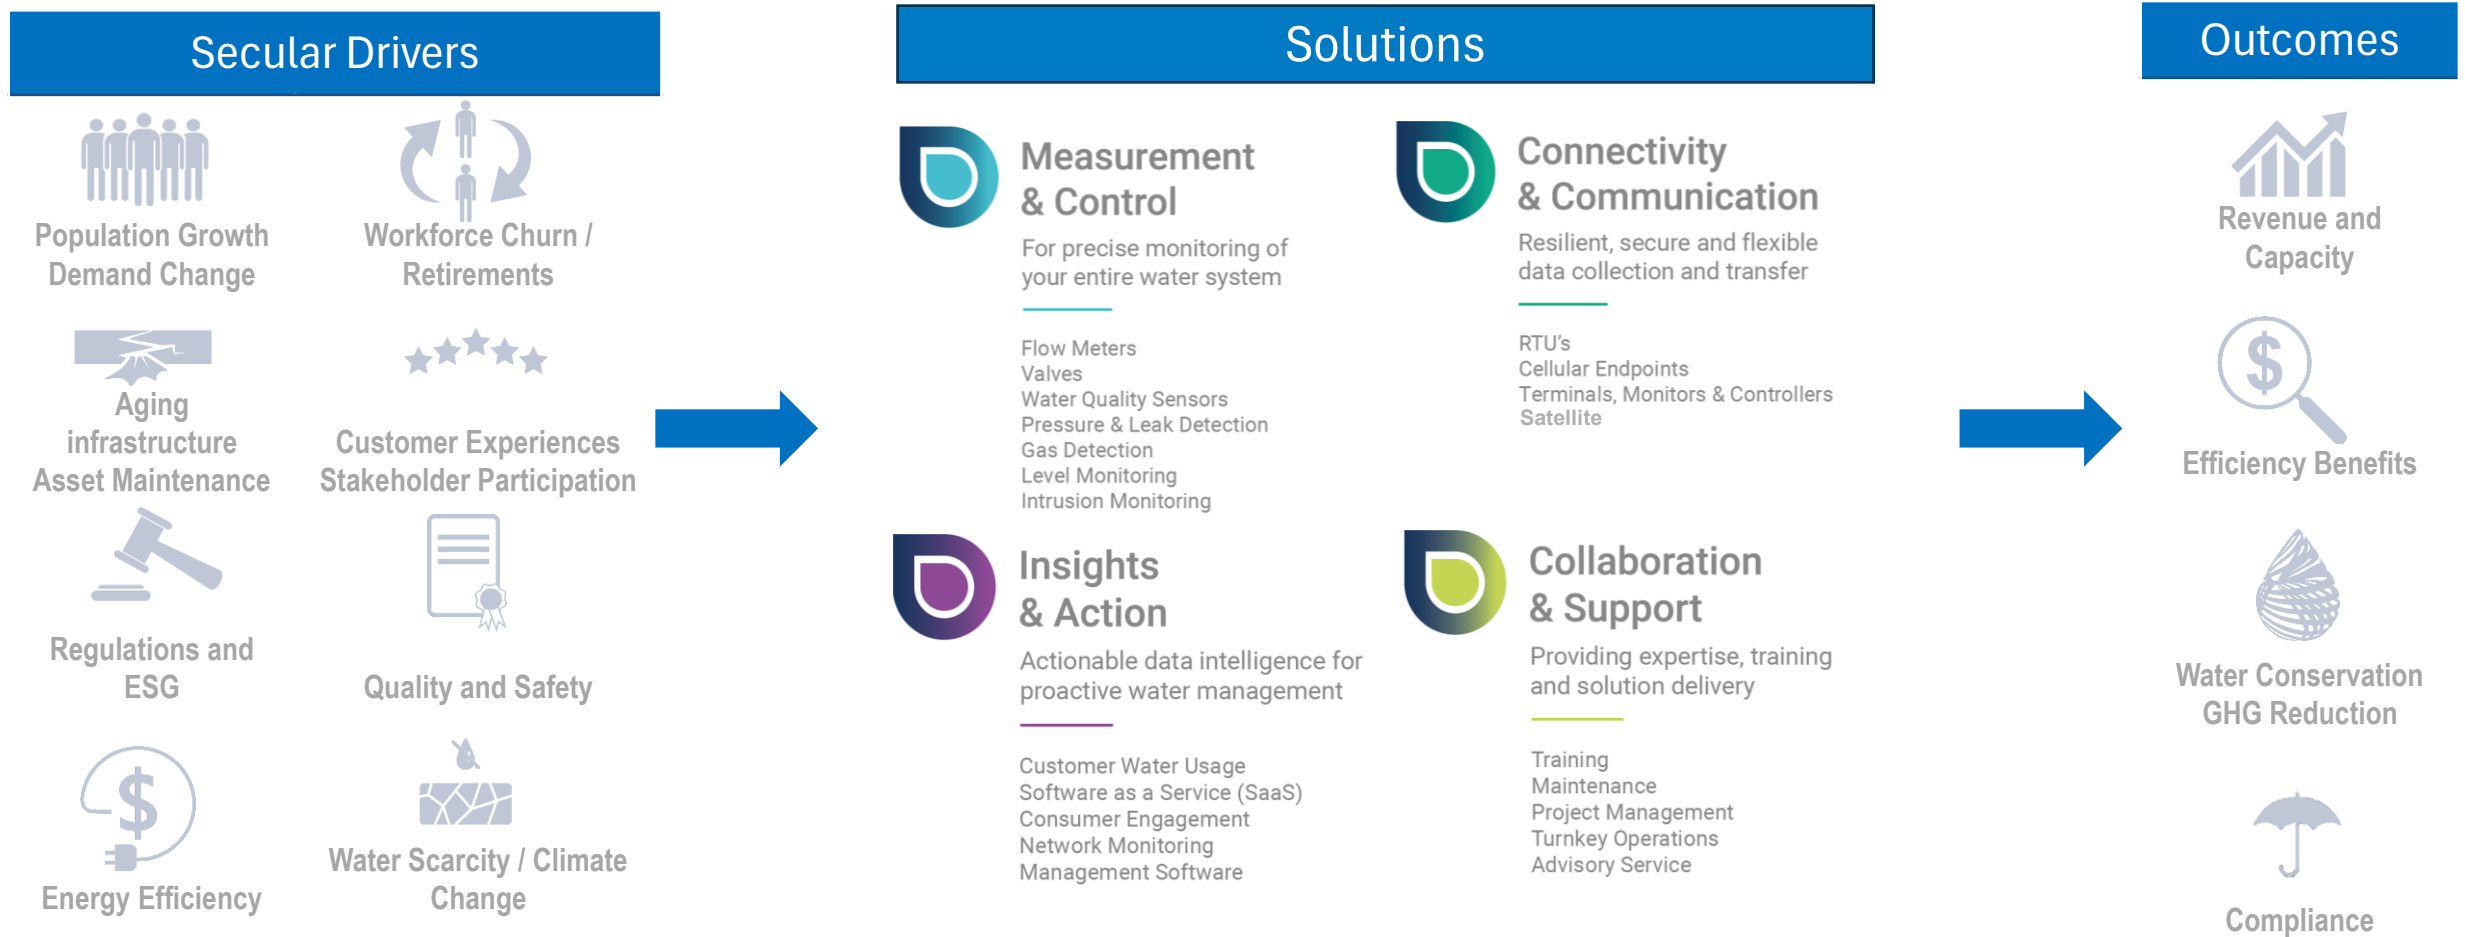 Secular Drivers
Population Growth
Demand Change
Workforce Churn /
Retirements
Aging
infrastructure
Asset Maintenance
Customer Experiences
Stakeholder Participation
Regulations and
ESG
Quality and Safety
$
Energy Efficiency
Water Scarcity / Climate
Change
Solutions
Measurement
& Control
For precise monitoring of
your entire water system
Flow Meters
Valves
Water Quality Sensors
Pressure & Leak Detection
Gas Detection
Level Monitoring
Intrusion Monitoring
Connectivity
& Communication
Resilient, secure and flexible
data collection and transfer
RTU's
Cellular Endpoints
Terminals, Monitors & Controllers
Satellite
Insights
& Action
Actionable data intelligence for
proactive water management
Customer Water Usage
Software as a Service (SaaS)
Consumer Engagement
Network Monitoring
Management Software
Collaboration
& Support
Providing expertise, training
and solution delivery
Training
Maintenance
Project Management
Turnkey Operations
Advisory Service
Outcomes
Revenue and
Capacity
$
Efficiency Benefits
Water Conservation
GHG Reduction
Compliance